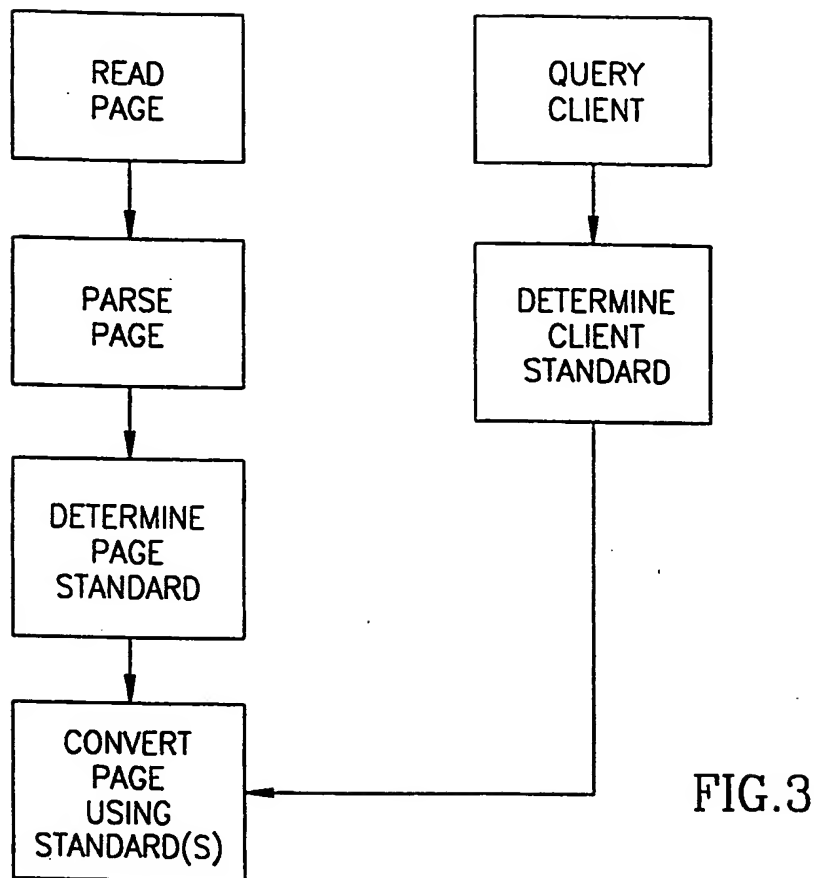 READ
PAGE
PARSE
PAGE
DETERMINE
PAGE
STANDARD
CONVERT
PAGE
USING
STANDARD(S)
QUERY
CLIENT
DETERMINE
CLIENT
STANDARD
FIG.3